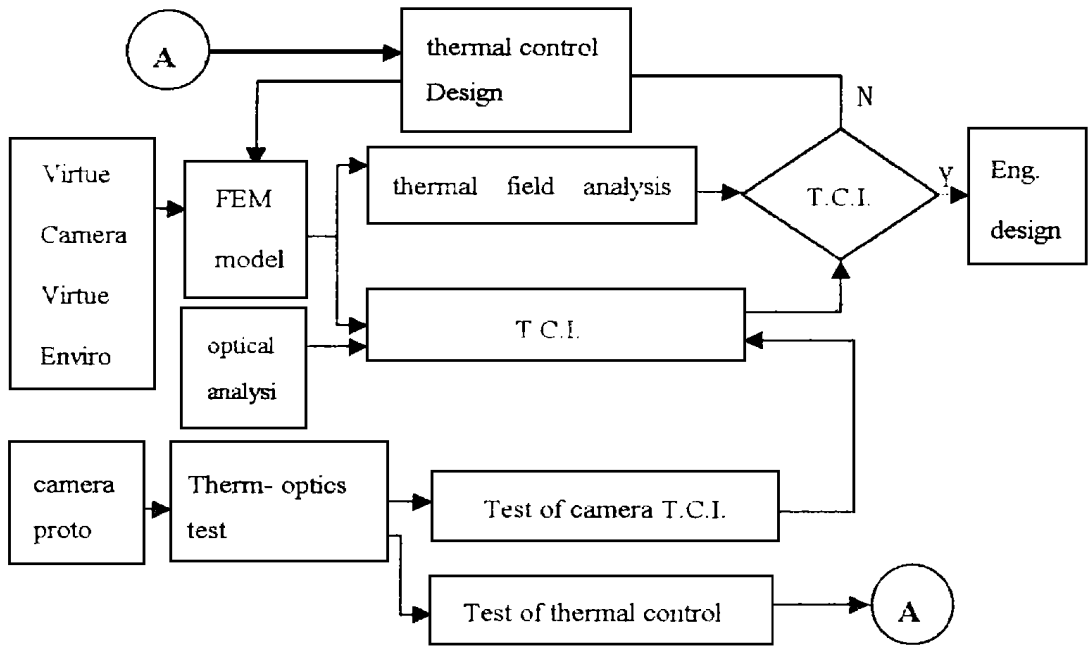 A
thermal control
Design
N
Virtue
Camera
Virtue
Enviro
FEM
model
thermal field analysis
T.C.I.
Y
Eng.
design
T C.I.
optical
analysi
camera
proto
Therm- optics
test
Test of camera T.C.I.
Test of thermal control
A